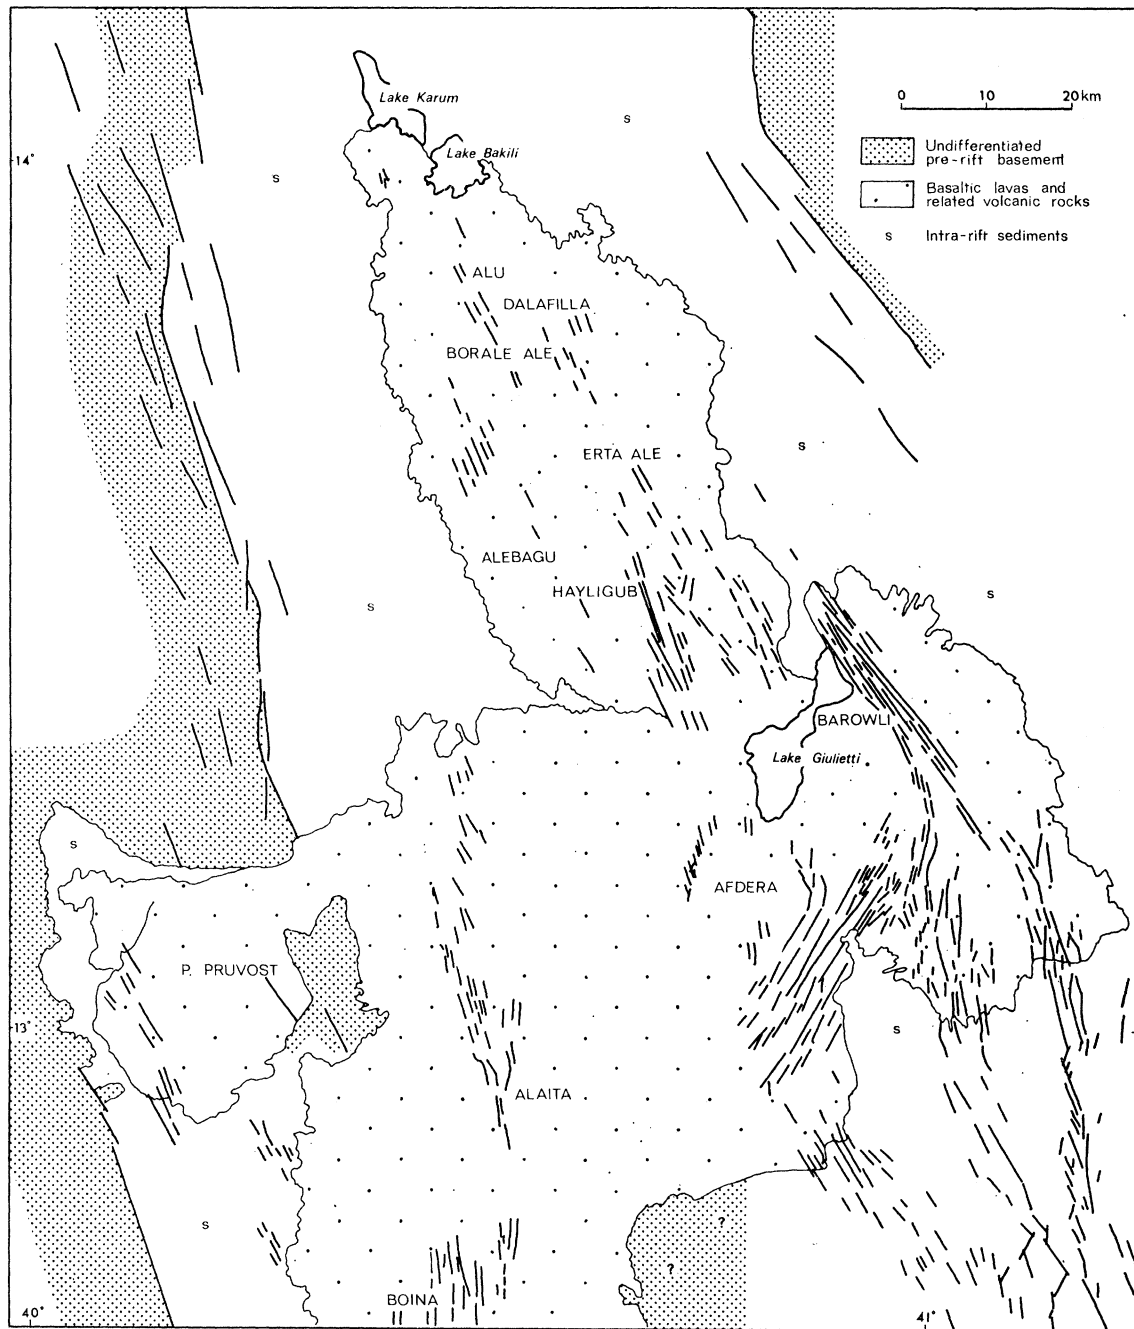 Lake Karum
Lake Bakili
0 10 20 km
Undifferentiated
pre-rift basement
Basaltic lavas and
related volcanic rocks
s Intra-rift sediments
s
s
14°
ALU
DALAFILLA
BORALE ALE
s
ERTA ALE
ALEBAGU
HAYLIGUB
s
s
BAROWLI
Lake Giulietti
s
AFDERA
P. PRUVOST
13°
s
ALAITA
s
?
?
BOINA
40°
41°